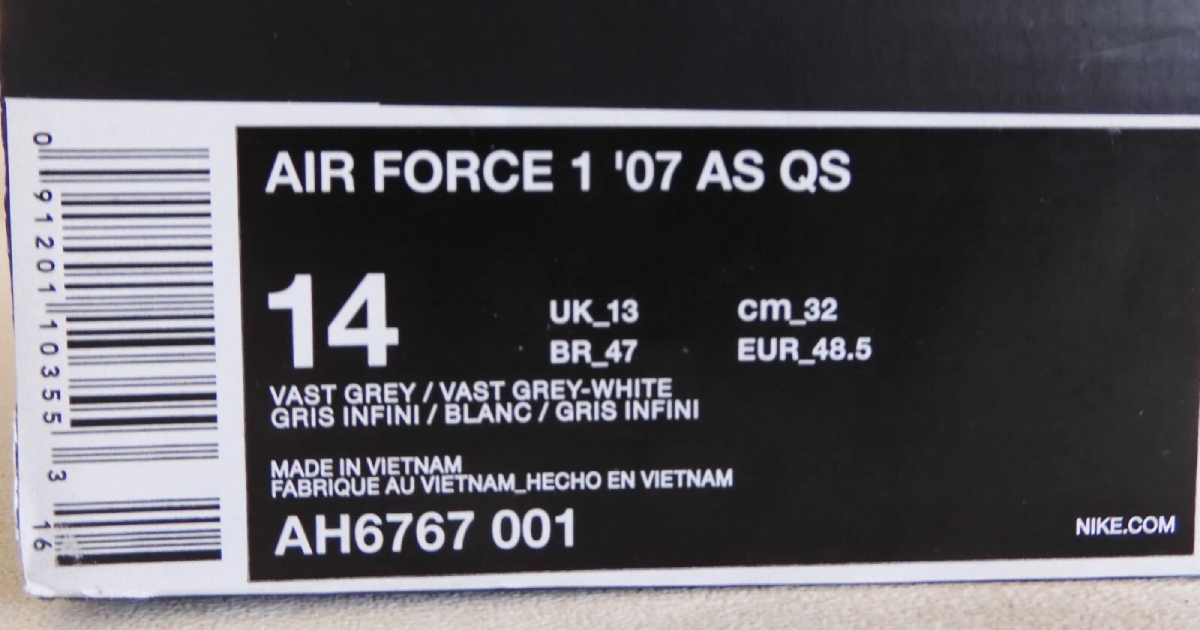 0 91201 10355 3
16
AIR FORCE 1 '07 AS QS
14
UK_13 cm_32
BR_47 EUR_48.5
VAST GREY / VAST GREY-WHITE
GRIS INFINI / BLANC / GRIS INFINI
MADE IN VIETNAM
FABRIQUE AU VIETNAM_HECHO EN VIETNAM
AH6767 001
NIKE.COM